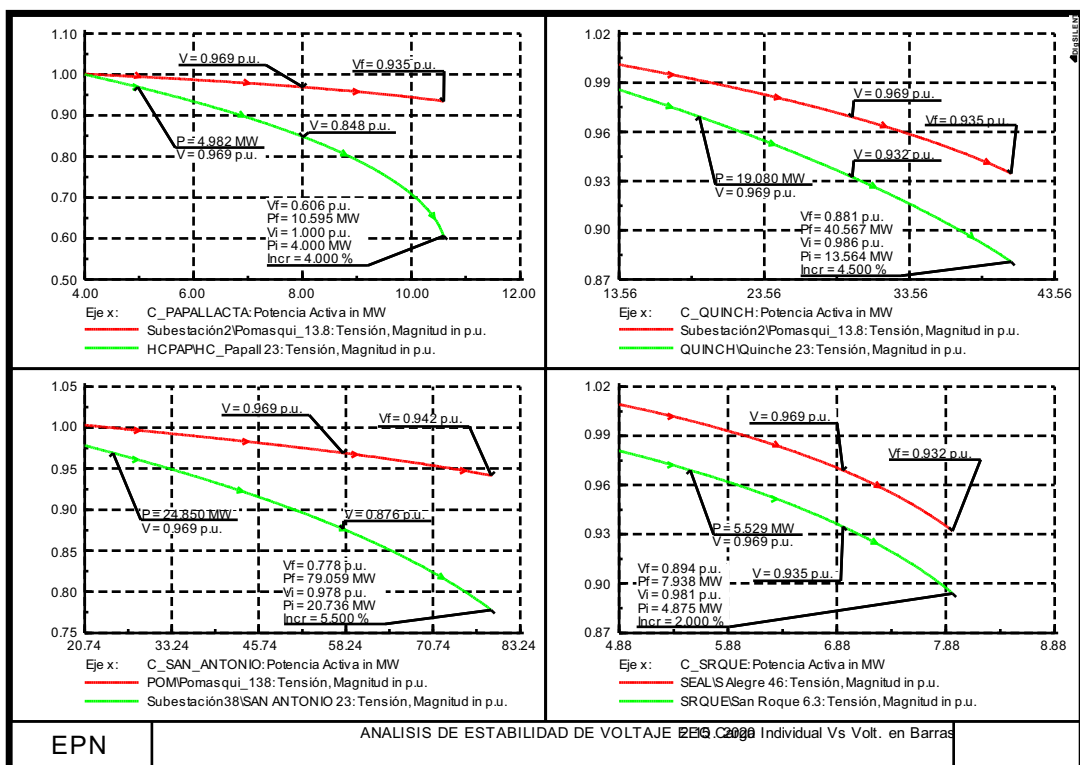 DIgSILENT
1.10
1.00
0.90
0.80
0.70
0.60
0.50
4.00 6.00 8.00 10.00 12.00
V = 0.969 p.u.
Vf = 0.935 p.u.
V = 0.848 p.u.
P = 4.982 MW
V = 0.969 p.u.
Vf = 0.606 p.u.
Pf = 10.595 MW
Vi = 1.000 p.u.
Pi = 4.000 MW
Incr = 4.000 %
Eje x: C_PAPALLACTA: Potencia Activa in MW
Subestación2\Pomasqui_13.8: Tensión, Magnitud in p.u.
HCPAP\HC_Papall 23: Tensión, Magnitud in p.u.
1.02
0.99
0.96
0.93
0.90
0.87
13.56 23.56 33.56 43.56
V = 0.969 p.u.
Vf = 0.935 p.u.
V = 0.932 p.u.
P = 19.080 MW
V = 0.969 p.u.
Vf = 0.881 p.u.
Pf = 40.567 MW
Vi = 0.986 p.u.
Pi = 13.564 MW
Incr = 4.500 %
Eje x: C_QUINCH: Potencia Activa in MW
Subestación2\Pomasqui_13.8: Tensión, Magnitud in p.u.
QUINCH\Quinche 23: Tensión, Magnitud in p.u.
1.05
1.00
0.95
0.90
0.85
0.80
0.75
20.74 33.24 45.74 58.24 70.74 83.24
V = 0.969 p.u.
Vf = 0.942 p.u.
P = 24.850 MW
V = 0.969 p.u.
V = 0.876 p.u.
Vf = 0.778 p.u.
Pf = 79.059 MW
Vi = 0.978 p.u.
Pi = 20.736 MW
Incr = 5.500 %
Eje x: C_SAN_ANTONIO: Potencia Activa in MW
POM\Pomasqui_138: Tensión, Magnitud in p.u.
Subestación38\SAN ANTONIO 23: Tensión, Magnitud in p.u.
1.02
0.99
0.96
0.93
0.90
0.87
4.88 5.88 6.88 7.88 8.88
V = 0.969 p.u.
Vf = 0.932 p.u.
P = 5.529 MW
V = 0.969 p.u.
V = 0.935 p.u.
Vf = 0.894 p.u.
Pf = 7.938 MW
Vi = 0.981 p.u.
Pi = 4.875 MW
Incr = 2.000 %
Eje x: C_SRQUE: Potencia Activa in MW
SEAL\SAlegre 46: Tensión, Magnitud in p.u.
SRQUE\San Roque 6.3: Tensión, Magnitud in p.u.
EPN
ANALISIS DE ESTABILIDAD DE VOLTAJE Individual Vs Volt. en Barras